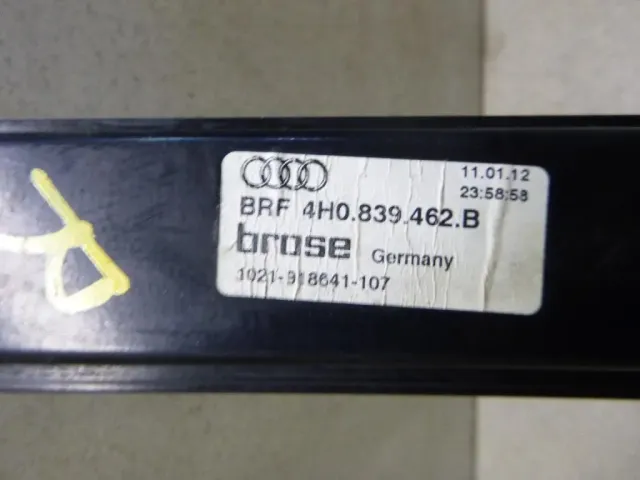 11.01.12
23:58:58
BRF 4H0.839.462.B
brose Germany
1021-918641-107
R